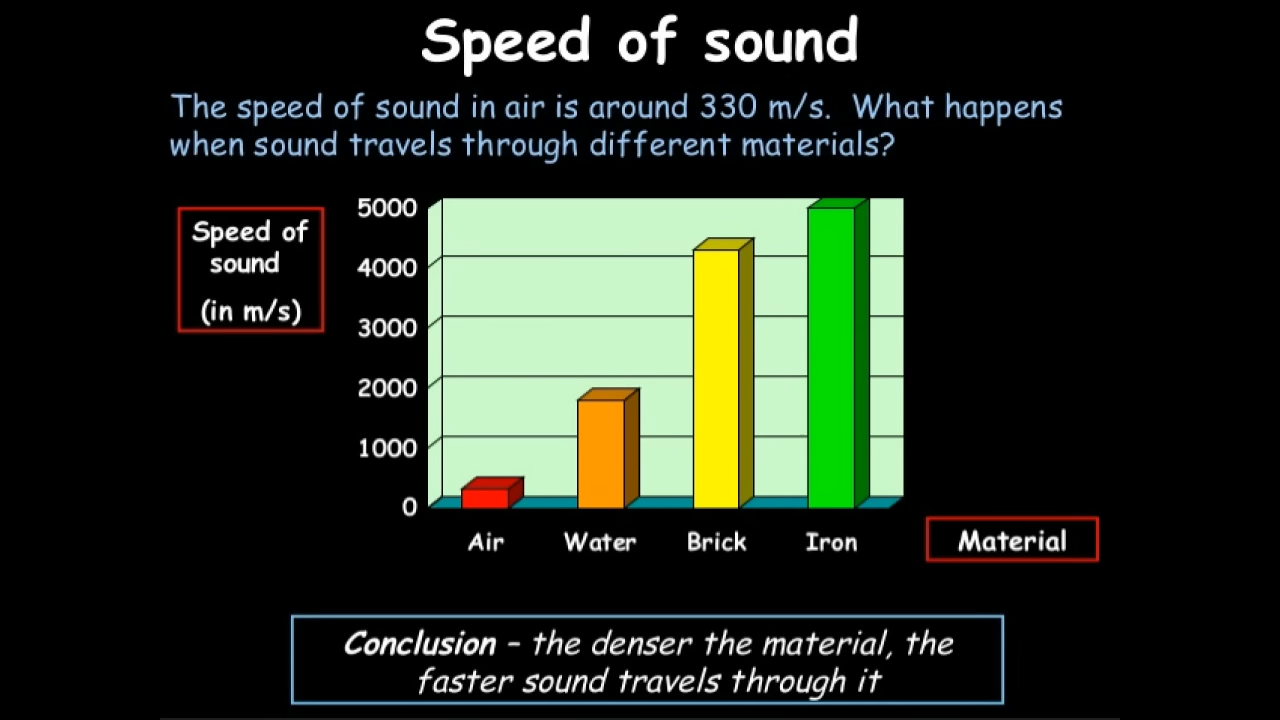 Speed of sound
The speed of sound in air is around 330 m/s. What happens
when sound travels through different materials?
Speed of
sound
(in m/s)
5000
4000
3000
2000
1000
0
Air Water Brick Iron
Material
Conclusion – the denser the material, the
faster sound travels through it